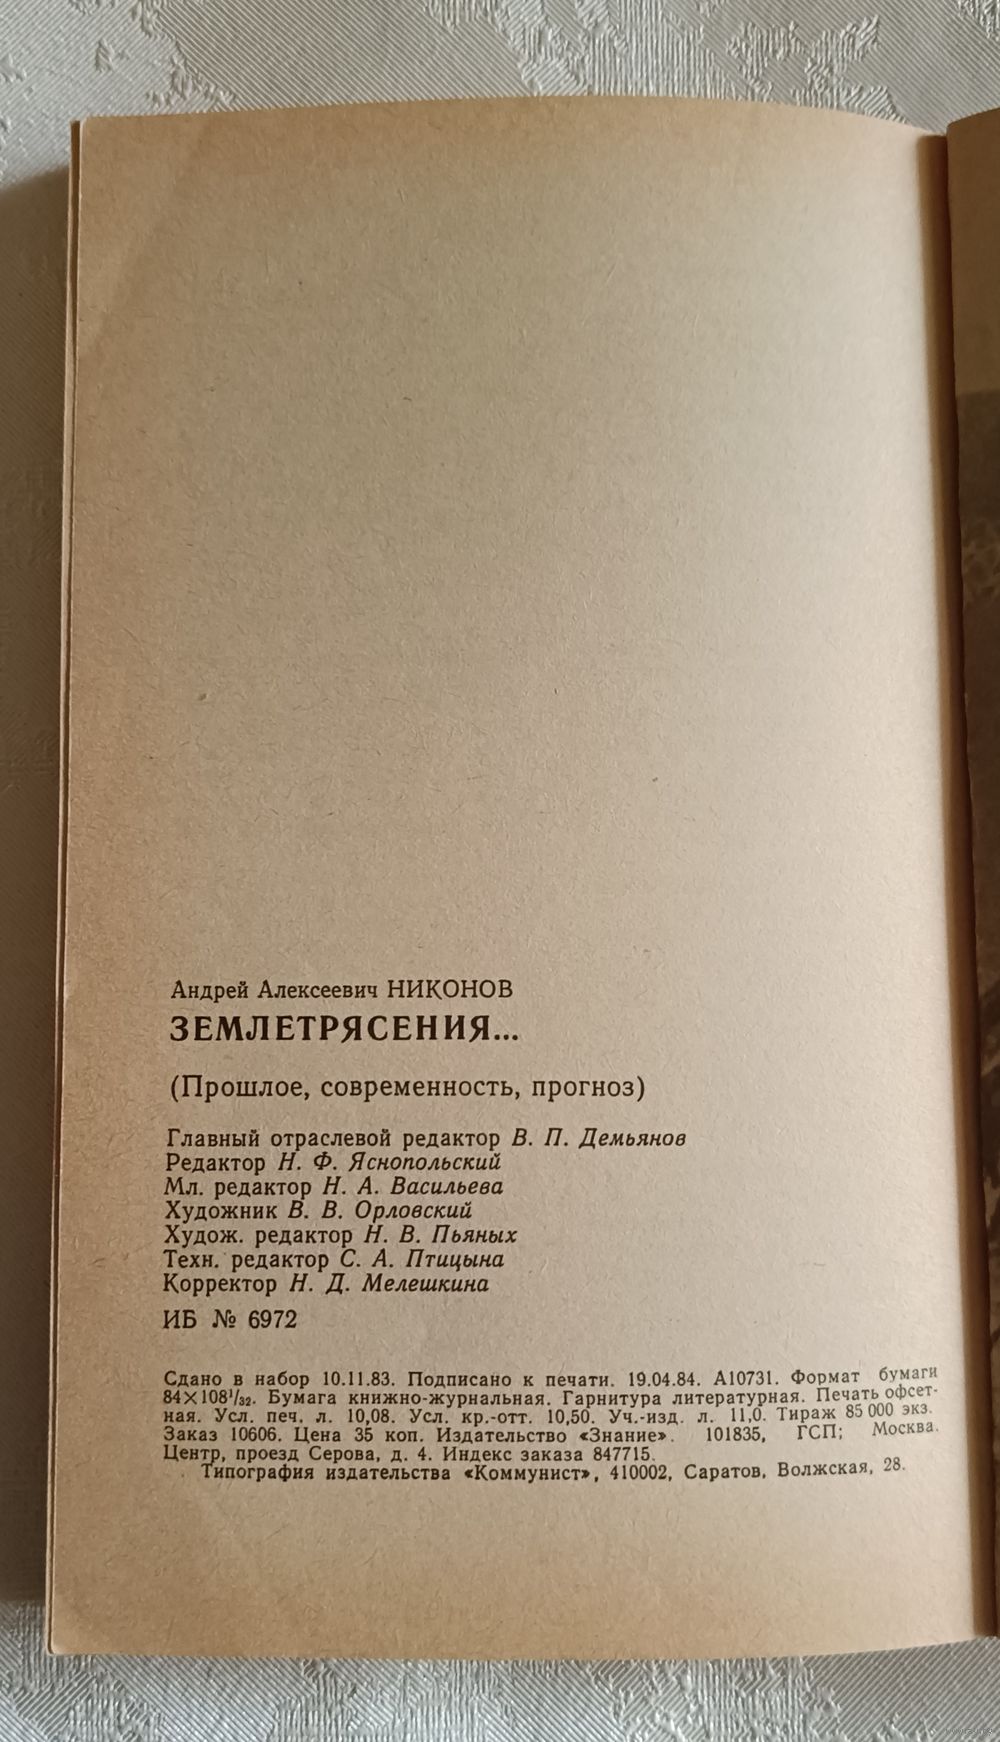 Андрей Алексеевич НИКОНОВ
ЗЕМЛЕТРЯСЕНИЯ...
(Прошлое, современность, прогноз)
Главный отраслевой редактор В. П. Демьянов
Редактор Н. Ф. Яснопольский
Мл. редактор Н. А. Васильева
Художник В. В. Орловский
Худож. редактор Н. В. Пьяных
Техн. редактор С. А. Птицына
Корректор Н. Д. Мелешкина
ИБ № 6972
Сдано в набор 10.11.83. Подписано к печати. 19.04.84. А10731. Формат бумаги
84×108¹/₃₂. Бумага книжно-журнальная. Гарнитура литературная. Печать офсет-
ная. Усл. печ. л. 10,08. Усл. кр.-отт. 10,50. Уч.-изд. л. 11,0. Тираж 85 000 экз.
Заказ 10606. Цена 35 коп. Издательство «Знание». 101835, ГСП; Москва.
Центр, проезд Серова, д. 4. Индекс заказа 847715.
Типография издательства «Коммунист», 410002, Саратов, Волжская, 28.